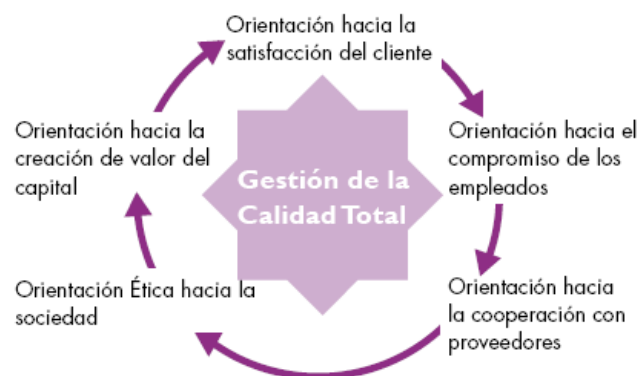 Orientación hacia la
satisfacción del cliente
Orientación hacia el
compromiso de los
empleados
Orientación hacia
la cooperación con
proveedores
Orientación Ética hacia la
sociedad
Orientación hacia la
creación de valor del
capital
Gestión de la
Calidad Total